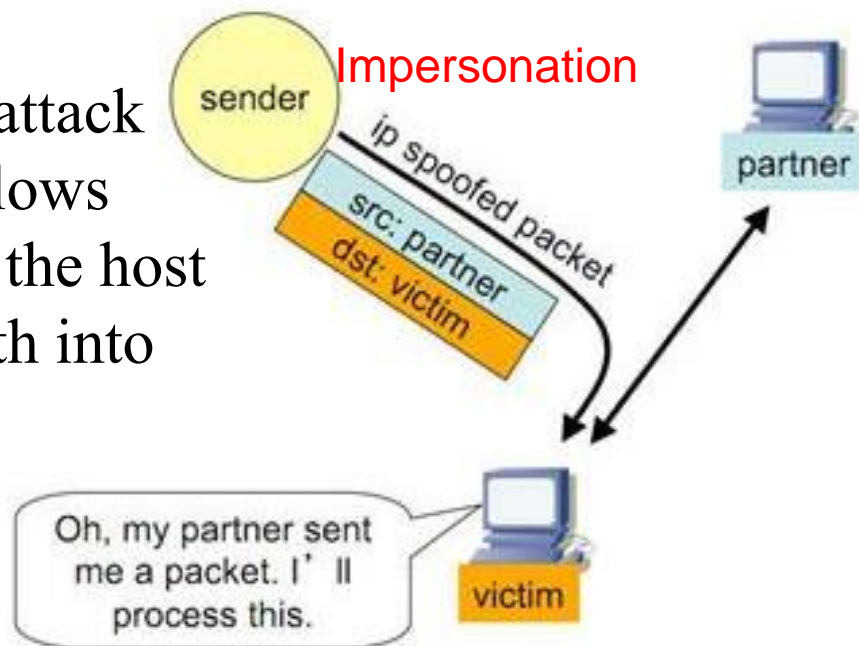 attack
lows
the host
th into
Impersonation
sender
ip spoofed packet
src: partner
dst: victim
partner
Oh, my partner sent
me a packet. I' ll
process this.
victim